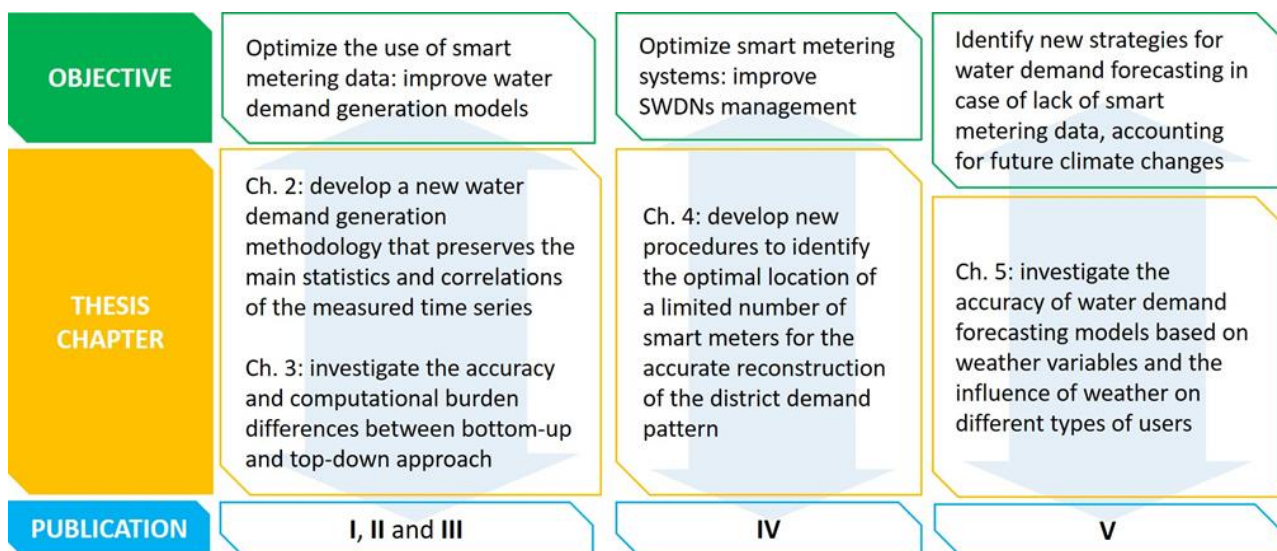 OBJECTIVE
Optimize the use of smart
metering data: improve water
demand generation models
Optimize smart metering
systems: improve
SWDNs management
Identify new strategies for
water demand forecasting in
case of lack of smart
metering data, accounting
for future climate changes
THESIS
CHAPTER
Ch. 2: develop a new water
demand generation
methodology that preserves the
main statistics and correlations
of the measured time series
Ch. 3: investigate the accuracy
and computational burden
differences between bottom-up
and top-down approach
Ch. 4: develop new
procedures to identify
the optimal location of
a limited number of
smart meters for the
accurate reconstruction
of the district demand
pattern
Ch. 5: investigate the
accuracy of water demand
forecasting models based on
weather variables and the
influence of weather on
different types of users
PUBLICATION
I, II and III
IV
V